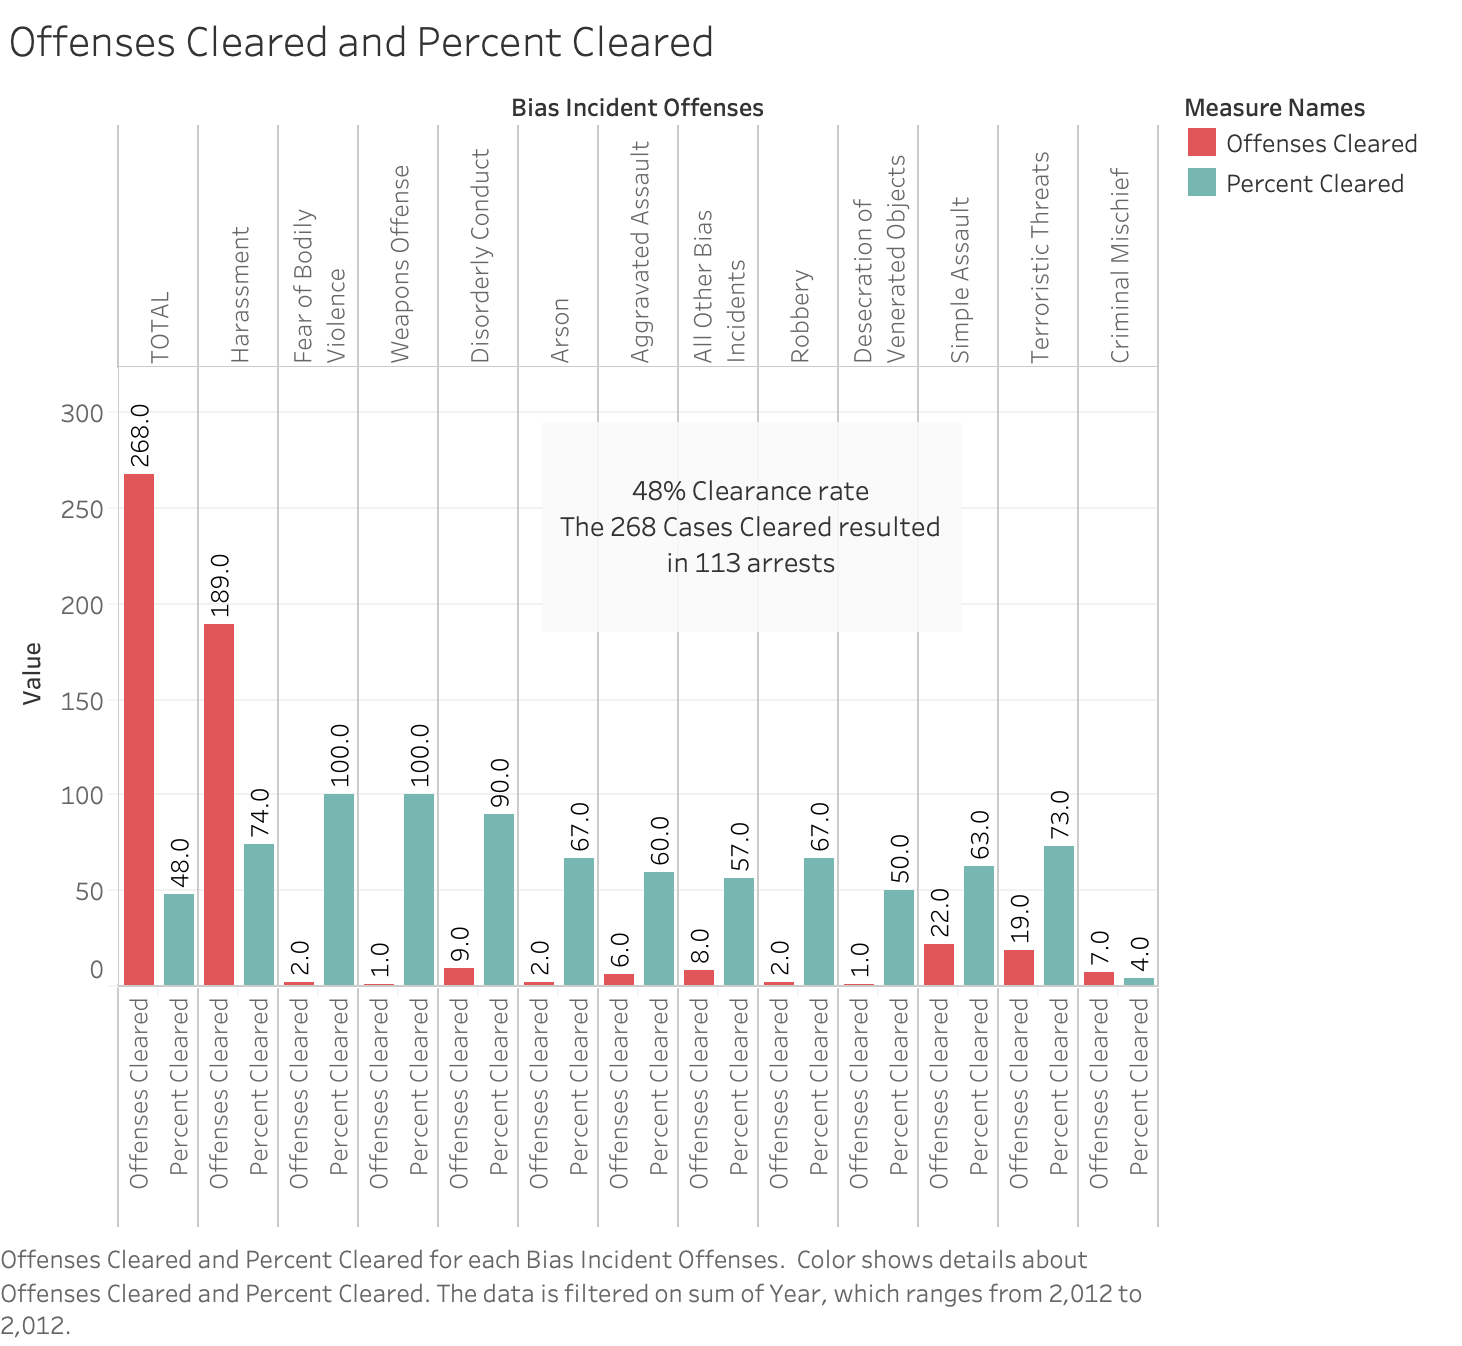 Offenses Cleared and Percent Cleared
Bias Incident Offenses
Measure Names
Offenses Cleared
Percent Cleared
TOTAL
Harassment
Fear of Bodily
Violence
Weapons Offense
Disorderly Conduct
Arson
Aggravated Assault
All Other Bias
Incidents
Robbery
Desecration of
Venerated Objects
Simple Assault
Terroristic Threats
Criminal Mischief
Value
300
250
200
150
100
50
0
48% Clearance rate
The 268 Cases Cleared resulted
in 113 arrests
268.0
48.0
189.0
74.0
2.0
100.0
1.0
100.0
9.0
90.0
2.0
67.0
6.0
60.0
8.0
57.0
2.0
67.0
1.0
50.0
22.0
63.0
19.0
73.0
7.0
4.0
Offenses Cleared
Percent Cleared
Offenses Cleared
Percent Cleared
Offenses Cleared
Percent Cleared
Offenses Cleared
Percent Cleared
Offenses Cleared
Percent Cleared
Offenses Cleared
Percent Cleared
Offenses Cleared
Percent Cleared
Offenses Cleared
Percent Cleared
Offenses Cleared
Percent Cleared
Offenses Cleared
Percent Cleared
Offenses Cleared
Percent Cleared
Offenses Cleared
Percent Cleared
Offenses Cleared
Percent Cleared
Offenses Cleared and Percent Cleared for each Bias Incident Offenses.  Color shows details about
Offenses Cleared and Percent Cleared. The data is filtered on sum of Year, which ranges from 2,012 to
2,012.